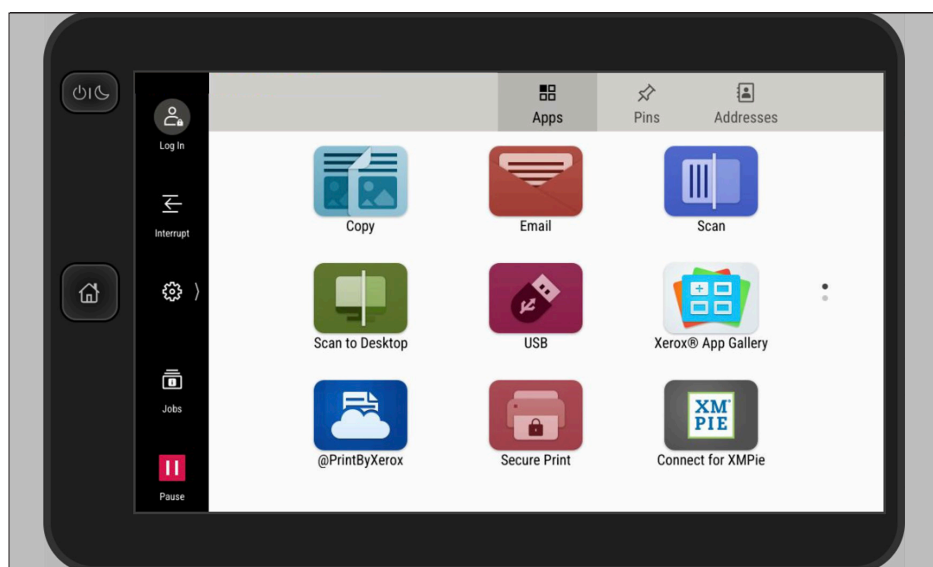 Apps
Pins
Addresses
Log In
Interrupt
Jobs
Pause
Copy
Email
Scan
Scan to Desktop
USB
Xerox® App Gallery
@PrintByXerox
Secure Print
XM
PIE
Connect for XMPie